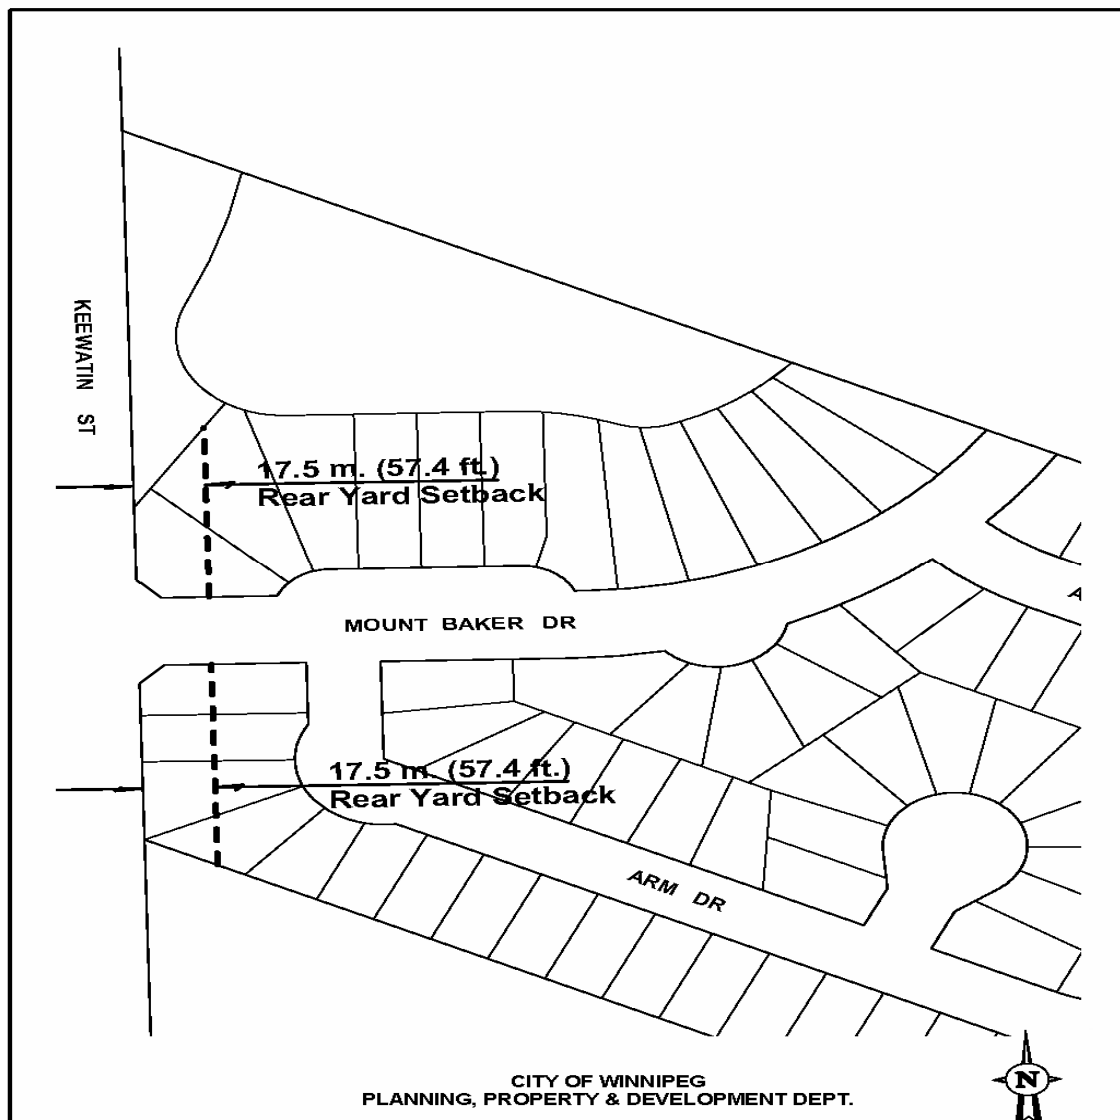 KEEWATIN ST
17.5 m. (57.4 ft.)
Rear Yard Setback
MOUNT BAKER DR
17.5 m. (57.4 ft.)
Rear Yard Setback
ARM DR
CITY OF WINNIPEG
PLANNING, PROPERTY & DEVELOPMENT DEPT.
N